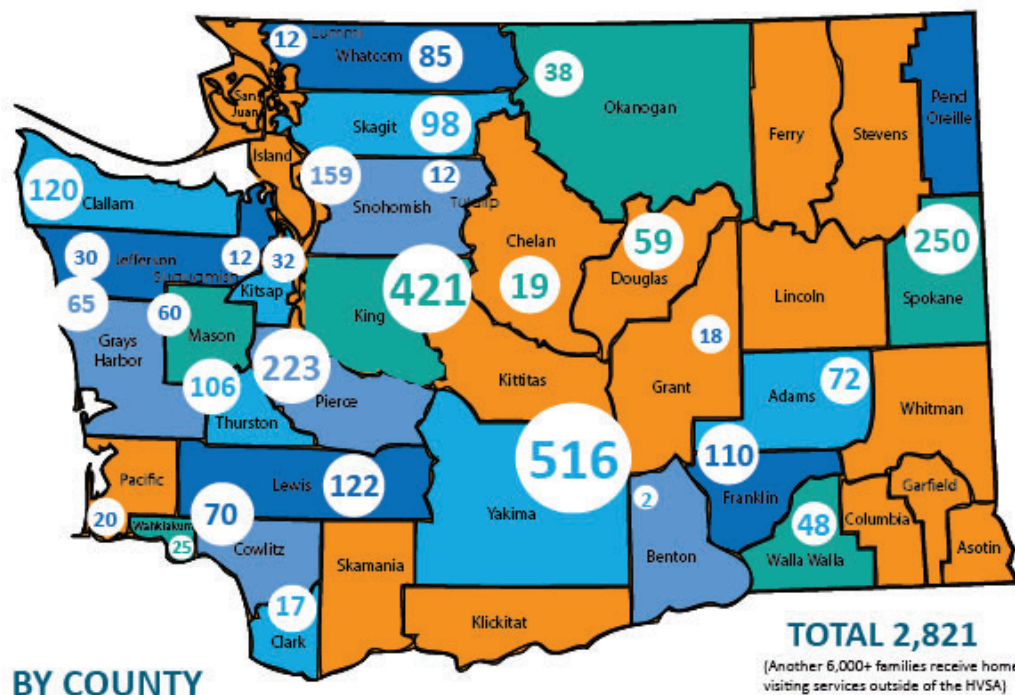 12
Lummi
Whatcom
85
38
Okanogan
Ferry
Stevens
Pend
Oreille
San
Juan
Skagit
98
Island
159
12
Snohomish
Tulalip
120
Clallam
Chelan
59
Douglas
250
Spokane
30
Jefferson
12
Suquamish
32
Kitsap
421
King
19
Lincoln
65
60
Mason
Grays
Harbor
223
Pierce
18
Grant
Kittitas
72
Adams
Whitman
106
Thurston
516
Yakima
110
Franklin
Pacific
Lewis
122
Garfield
20
Wahkiakum
25
70
Cowlitz
2
Benton
48
Walla Walla
Columbia
Asotin
Skamania
17
Clark
Klickitat
TOTAL 2,821
(Another 6,000+ families receive home
visiting services outside of the HVSA)
BY COUNTY